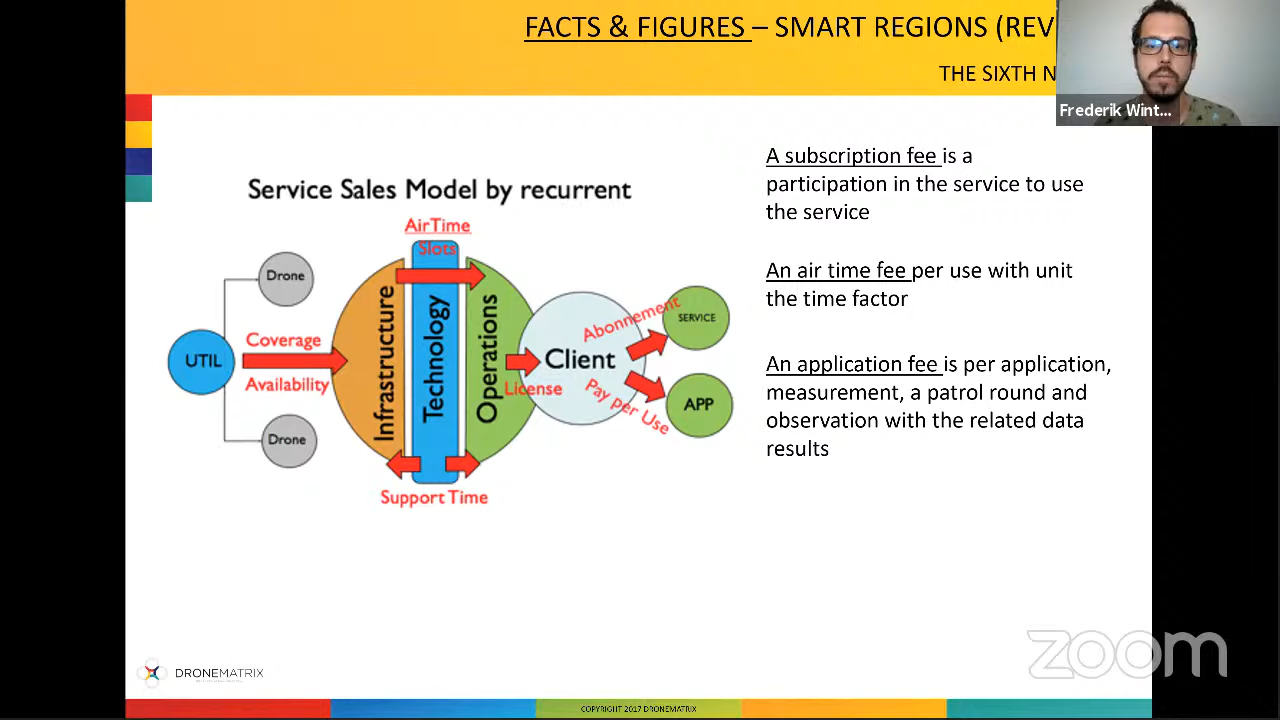 FACTS & FIGURES – SMART REGIONS (REV
THE SIXTH N
Frederik Wint...
Service Sales Model by recurrent
AirTime
Slots
Drone
UTIL
Coverage
Availability
Drone
Infrastructure
Technology
Operations
License
Client
Abonnement
Pay per Use
SERVICE
APP
Support Time
A subscription fee is a
participation in the service to use
the service
An air time fee per use with unit
the time factor
An application fee is per application,
measurement, a patrol round and
observation with the related data
results
zoom
DRONEMATRIX
COPYRIGHT 2017 DRONEMATRIX